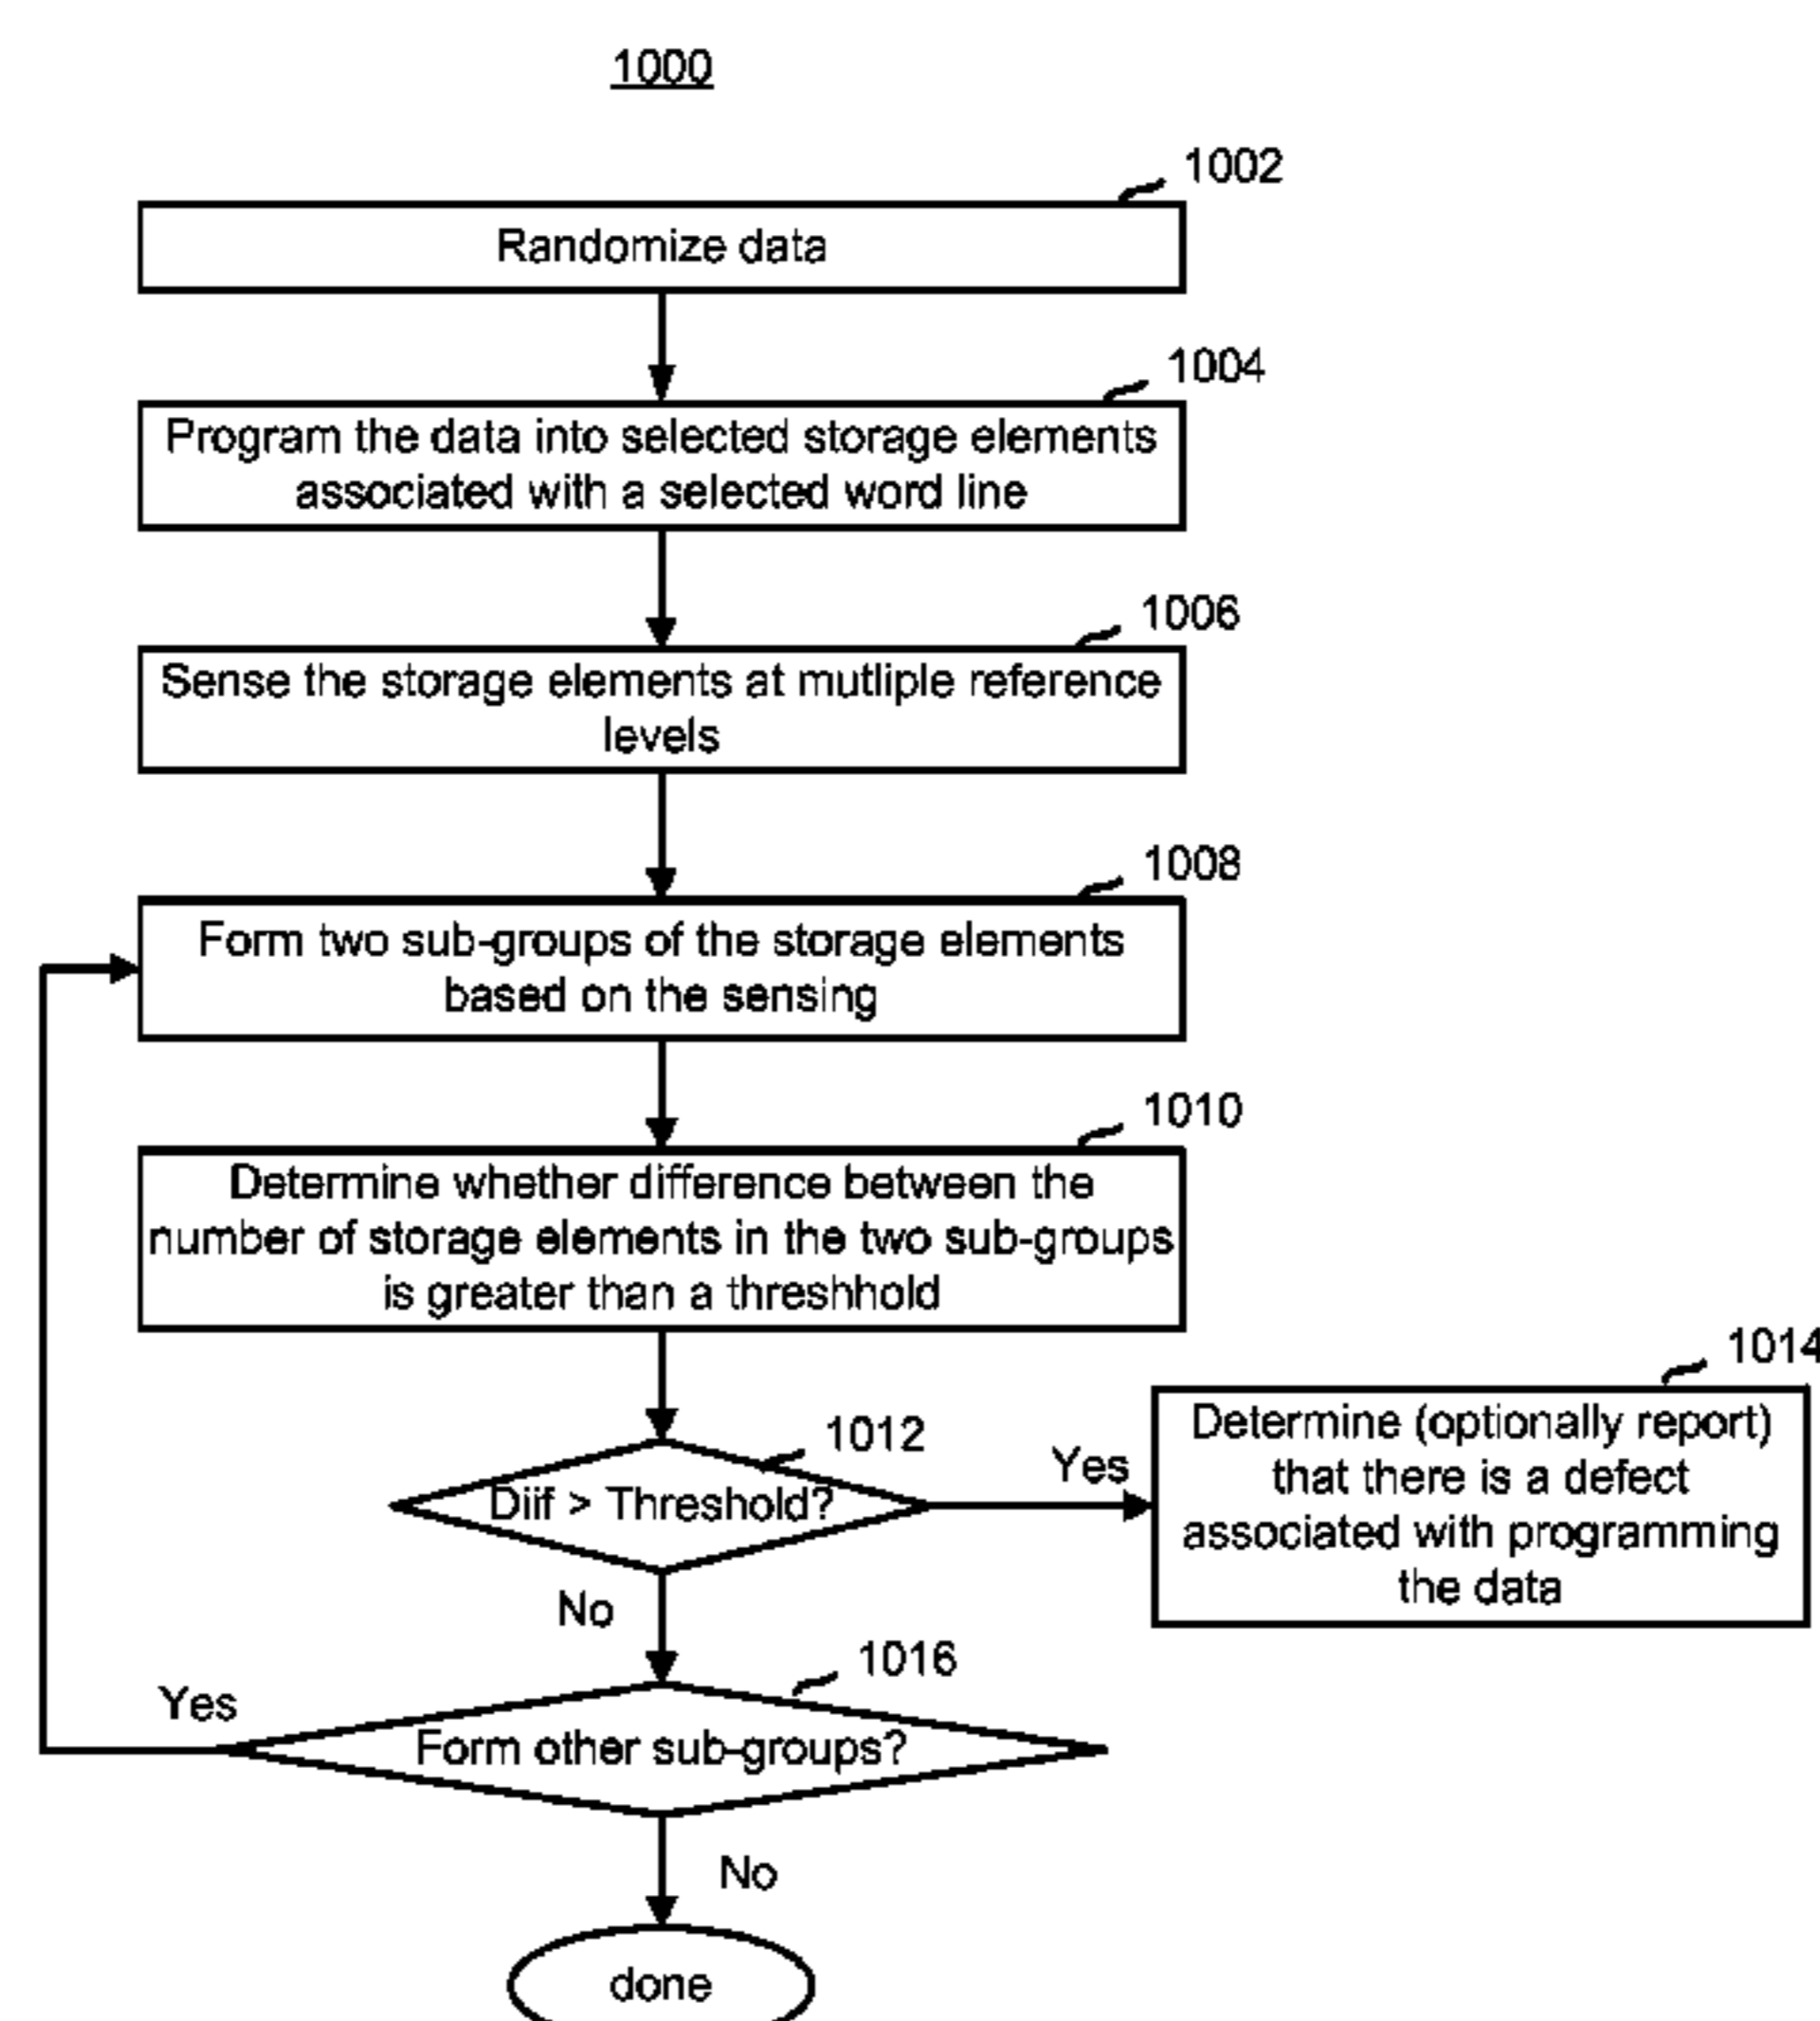 1000
1002
Randomize data
1004
Program the data into selected storage elements
associated with a selected word line
1006
Sense the storage elements at mutliple reference
levels
1008
Form two sub-groups of the storage elements
based on the sensing
1010
Determine whether difference between the
number of storage elements in the two sub-groups
is greater than a threshhold
1012
Diif > Threshold?
Yes
1014
Determine (optionally report)
that there is a defect
associated with programming
the data
No
1016
Yes
Form other sub-groups?
No
done